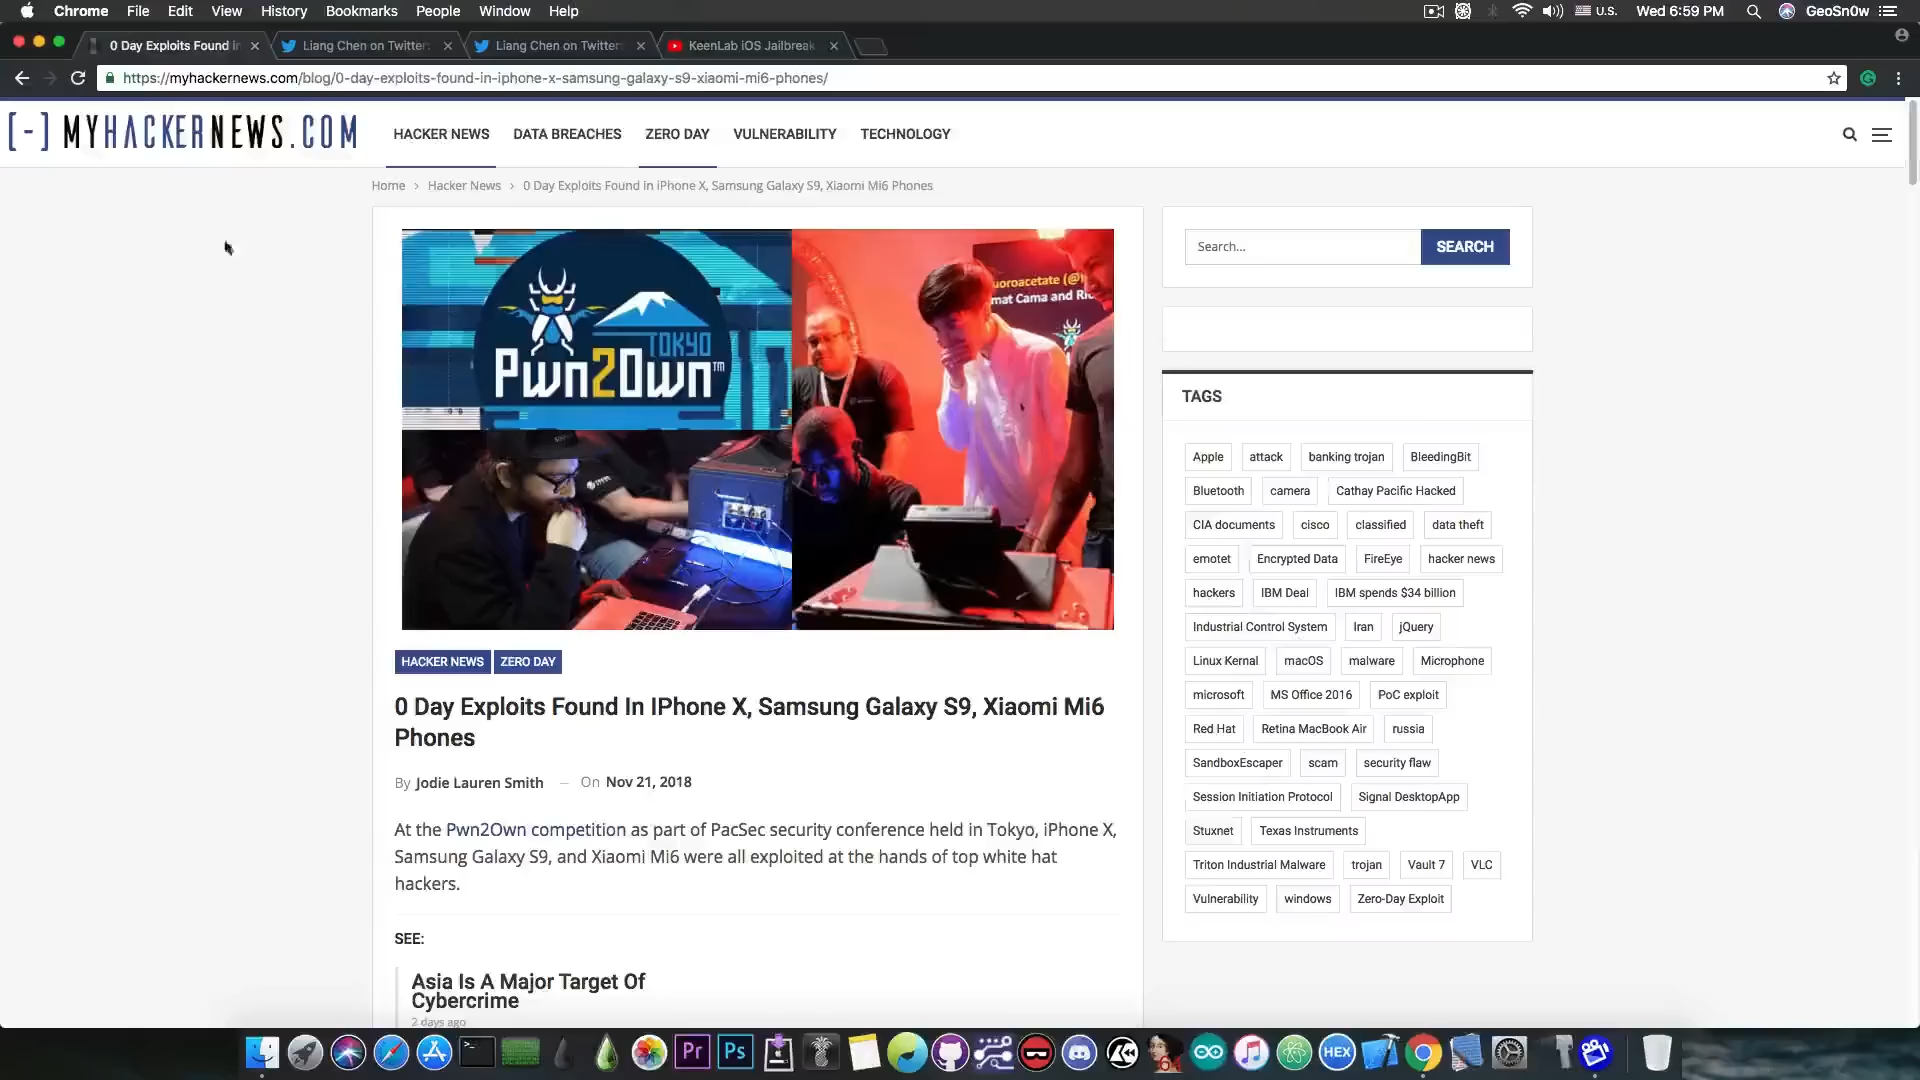 Chrome File Edit View History Bookmarks People Window Help
U.S. Wed 6:59 PM GeoSn0w
0 Day Exploits Found in
Liang Chen on Twitter:
Liang Chen on Twitter:
KeenLab iOS Jailbreak
https://myhackernews.com/blog/0-day-exploits-found-in-iphone-x-samsung-galaxy-s9-xiaomi-mi6-phones/
[-] MYHACKERNEWS.COM
HACKER NEWS DATA BREACHES ZERO DAY VULNERABILITY TECHNOLOGY
Home > Hacker News > 0 Day Exploits Found In iPhone X, Samsung Galaxy S9, Xiaomi Mi6 Phones
TOKYO
Pwn2Own™
uoroacetate (@
mat Cama and Ric
HACKER NEWS ZERO DAY
0 Day Exploits Found In IPhone X, Samsung Galaxy S9, Xiaomi Mi6
Phones
By Jodie Lauren Smith — On Nov 21, 2018
At the Pwn2Own competition as part of PacSec security conference held in Tokyo, iPhone X,
Samsung Galaxy S9, and Xiaomi Mi6 were all exploited at the hands of top white hat
hackers.
SEE:
Asia Is A Major Target Of
Cybercrime
2 days ago
Search...
SEARCH
TAGS
Apple attack banking trojan BleedingBit
Bluetooth camera Cathay Pacific Hacked
CIA documents cisco classified data theft
emotet Encrypted Data FireEye hacker news
hackers IBM Deal IBM spends $34 billion
Industrial Control System Iran jQuery
Linux Kernal macOS malware Microphone
microsoft MS Office 2016 PoC exploit
Red Hat Retina MacBook Air russia
SandboxEscaper scam security flaw
Session Initiation Protocol Signal DesktopApp
Stuxnet Texas Instruments
Triton Industrial Malware trojan Vault 7 VLC
Vulnerability windows Zero-Day Exploit
Pr Ps 64 HEX